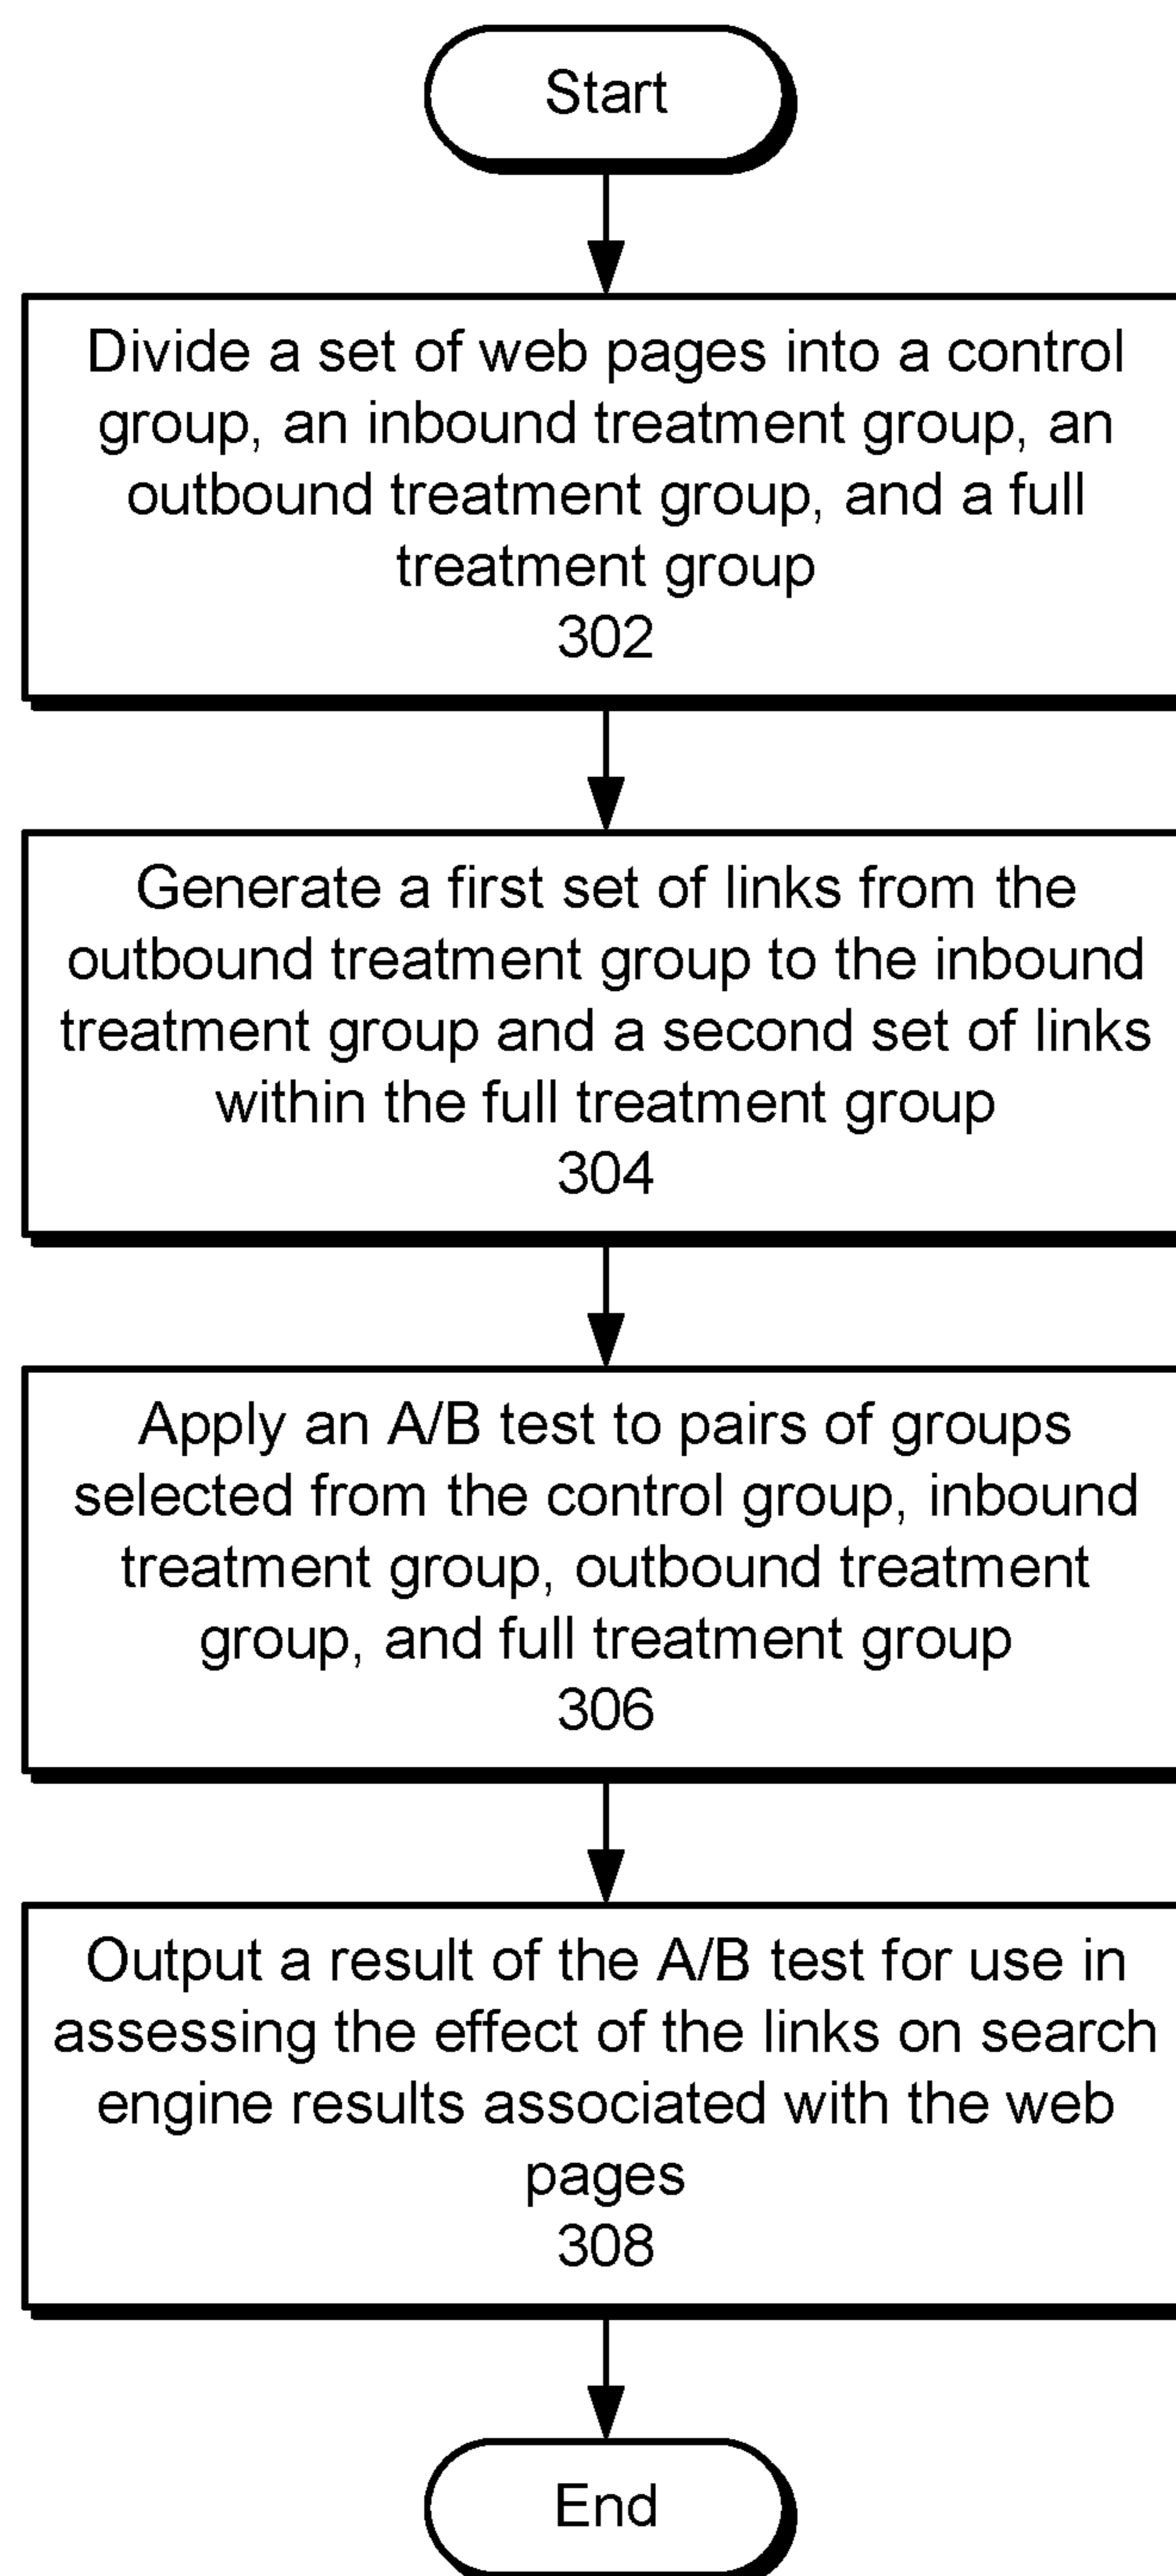 Start
Divide a set of web pages into a control
group, an inbound treatment group, an
outbound treatment group, and a full
treatment group
302
Generate a first set of links from the
outbound treatment group to the inbound
treatment group and a second set of links
within the full treatment group
304
Apply an A/B test to pairs of groups
selected from the control group, inbound
treatment group, outbound treatment
group, and full treatment group
306
Output a result of the A/B test for use in
assessing the effect of the links on search
engine results associated with the web
pages
308
End